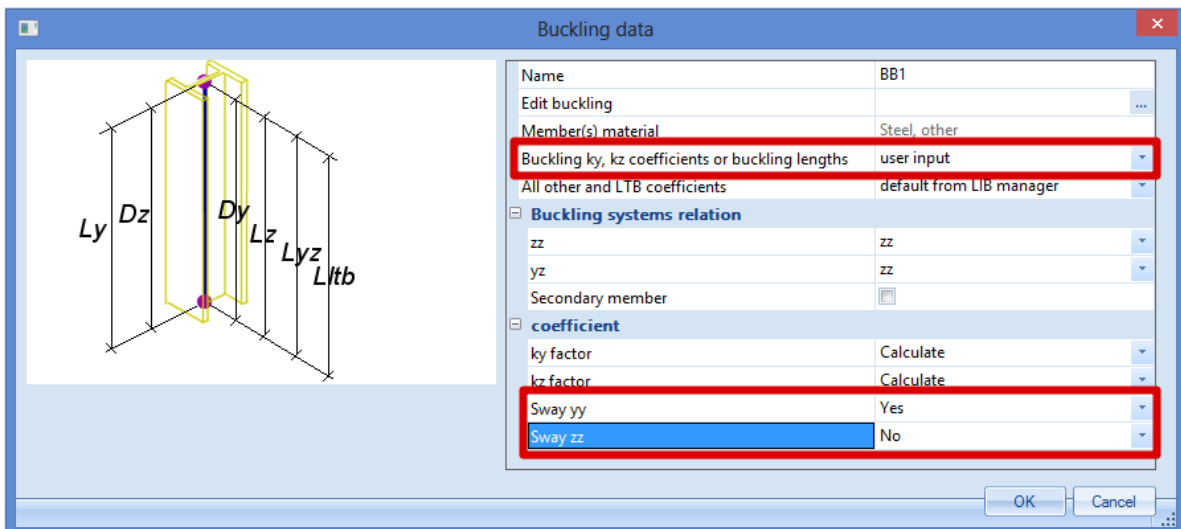 Buckling data
Ly
Dz
Dy
Lz
Lyz
Lltb
Name BB1
Edit buckling ...
Member(s) material Steel, other
Buckling ky, kz coefficients or buckling lengths user input
All other and LTB coefficients default from LIB manager
Buckling systems relation
zz zz
yz zz
Secondary member
coefficient
ky factor Calculate
kz factor Calculate
Sway yy Yes
Sway zz No
OK Cancel